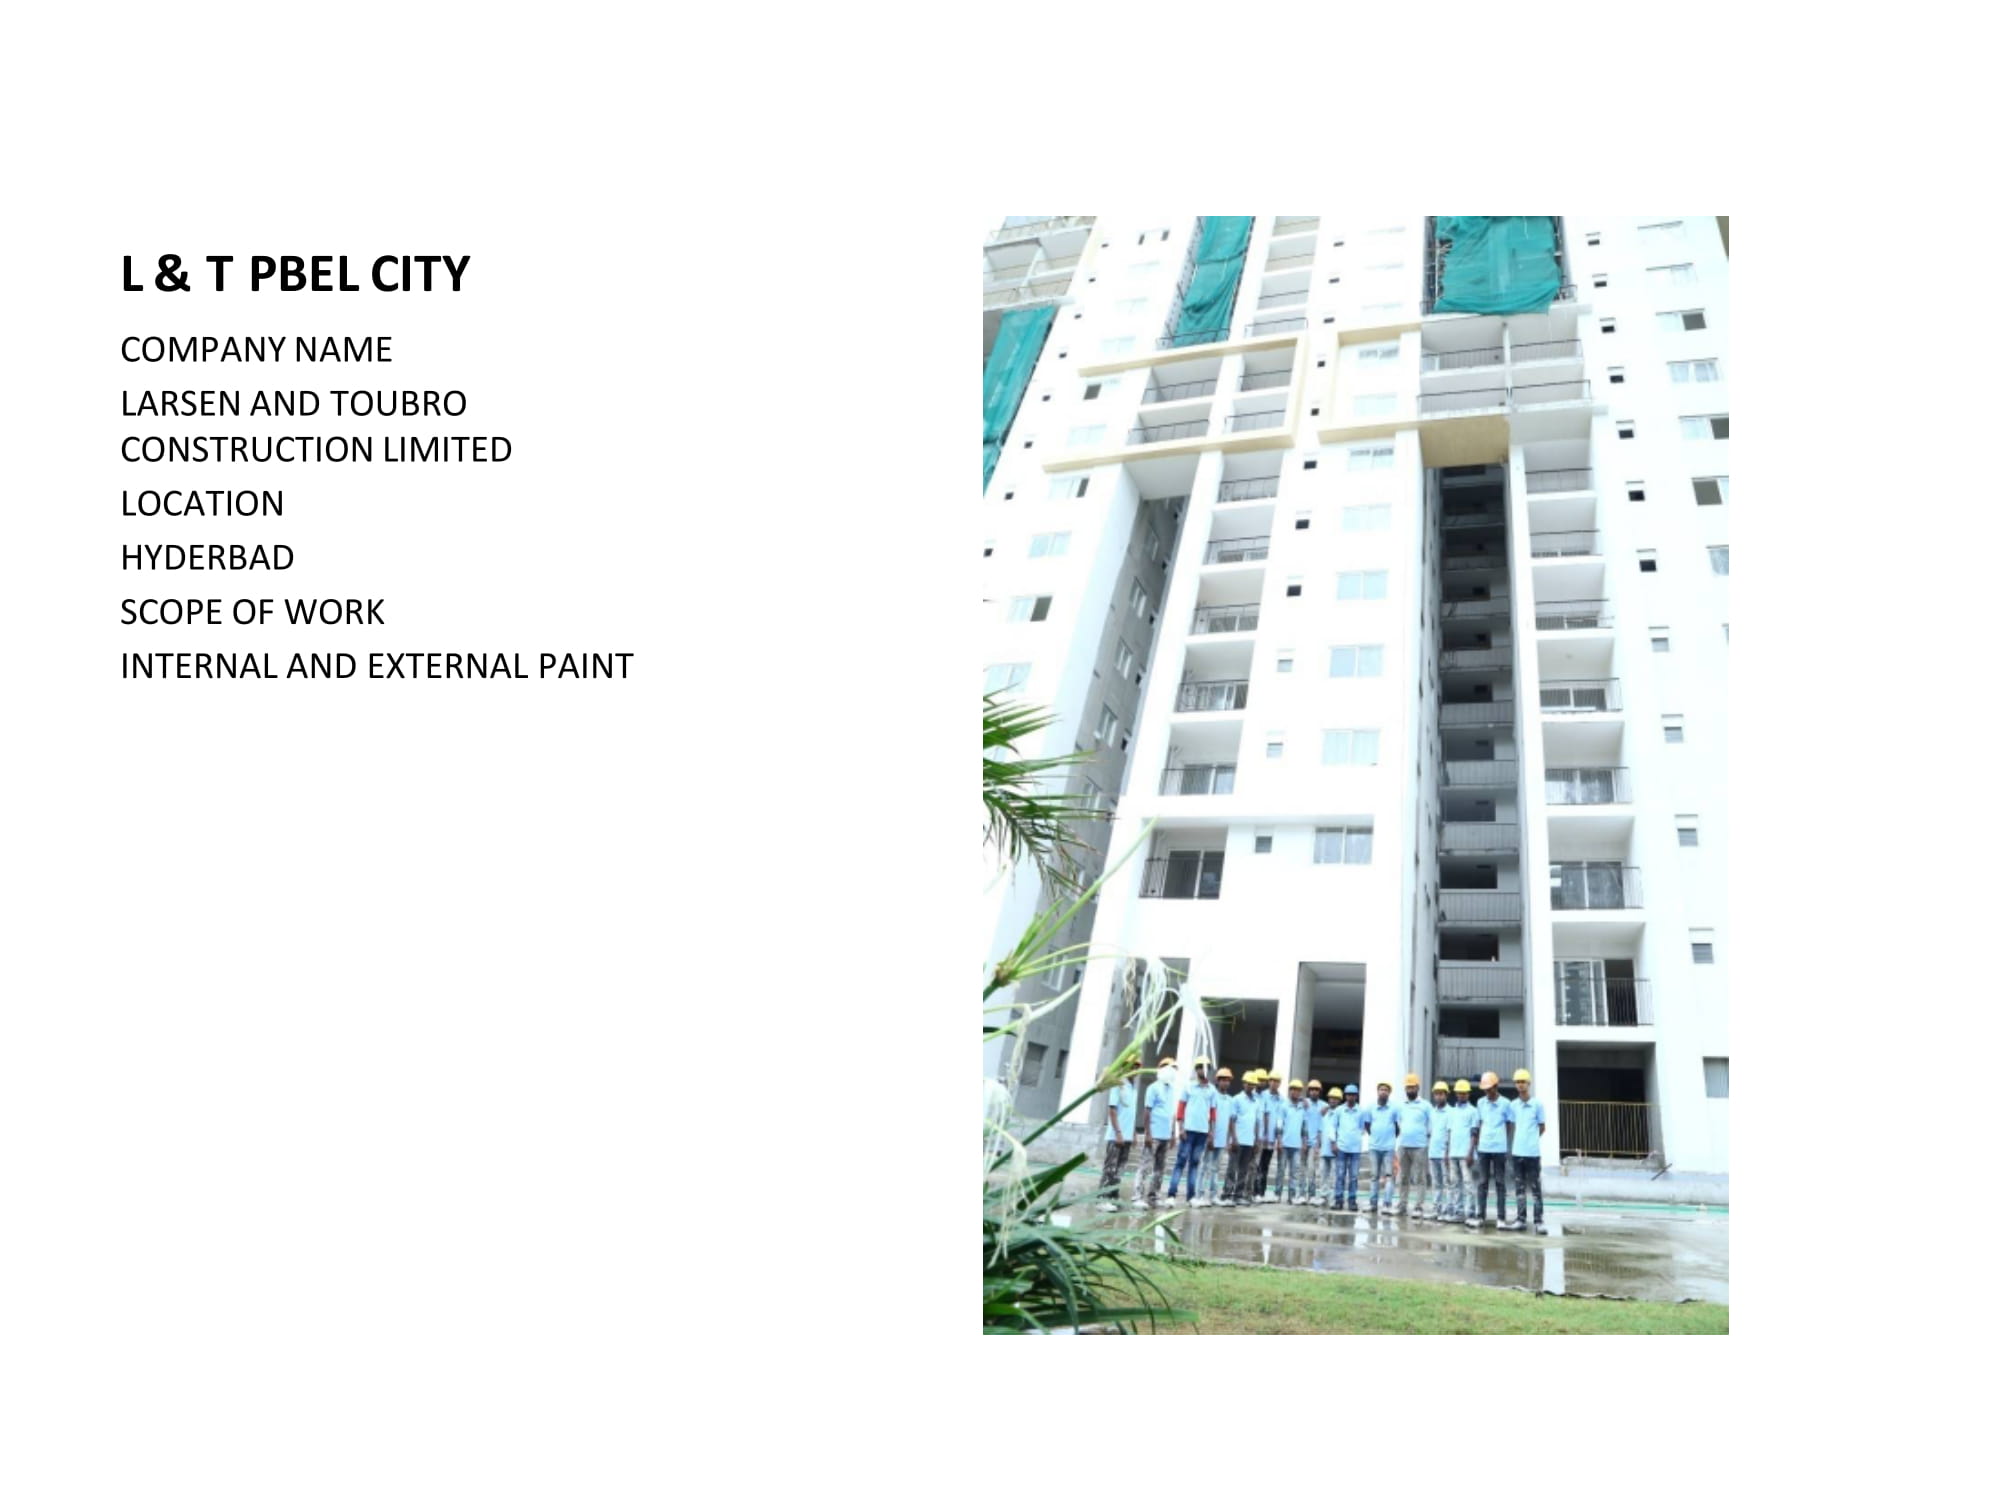 L & T PBEL CITY
COMPANY NAME
LARSEN AND TOUBRO
CONSTRUCTION LIMITED
LOCATION
HYDERBAD
SCOPE OF WORK
INTERNAL AND EXTERNAL PAINT